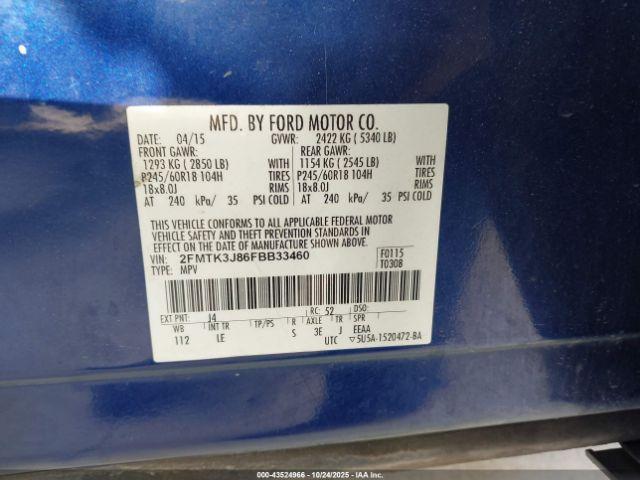 MFD. BY FORD MOTOR CO.
DATE: 04/15 GVWR: 2422 KG ( 5340 LB)
FRONT GAWR: REAR GAWR:
1293 KG ( 2850 LB) WITH 1154 KG ( 2545 LB) WITH
P245/60R18 104H TIRES P245/60R18 104H TIRES
18x8.0J RIMS 18x8.0J RIMS
AT 240 kPa/ 35 PSI COLD AT 240 kPa/ 35 PSI COLD
THIS VEHICLE CONFORMS TO ALL APPLICABLE FEDERAL MOTOR
VEHICLE SAFETY AND THEFT PREVENTION STANDARDS IN EFFECT
ON THE DATE OF MANUFACTURE SHOWN ABOVE.
VIN: 2FMTK3J86FBB33460 F0115
TYPE: MPV T0308
EXT PNT: J4 RC: 52 DSO:
WB INT TR TP/PS R AXLE TR SPR
112 LE S 3E J EEAA
UTC ▽5U5A-1520472-BA
000-43524966 - 10/24/2025 - IAAI.com